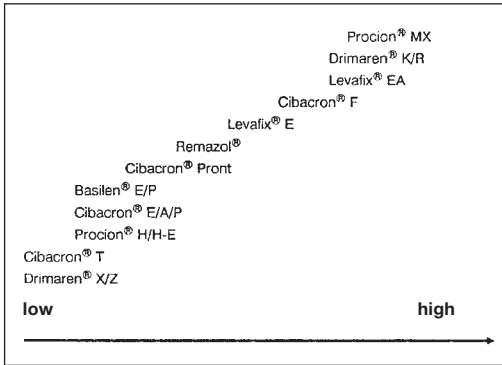 Procion® MX
Drimaren® K/R
Levafix® EA
Cibacron® F
Levafix® E
Remazol®
Cibacron® Pront
Basilen® E/P
Cibacron® E/A/P
Procion® H/H-E
Cibacron® T
Drimaren® X/Z
low high